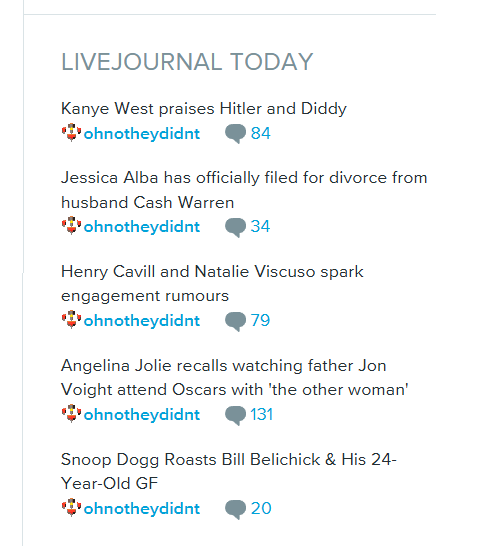 LIVEJOURNAL TODAY
Kanye West praises Hitler and Diddy
ohnotheydidnt 84
Jessica Alba has officially filed for divorce from
husband Cash Warren
ohnotheydidnt 34
Henry Cavill and Natalie Viscuso spark
engagement rumours
ohnotheydidnt 79
Angelina Jolie recalls watching father Jon
Voight attend Oscars with 'the other woman'
ohnotheydidnt 131
Snoop Dogg Roasts Bill Belichick & His 24-
Year-Old GF
ohnotheydidnt 20